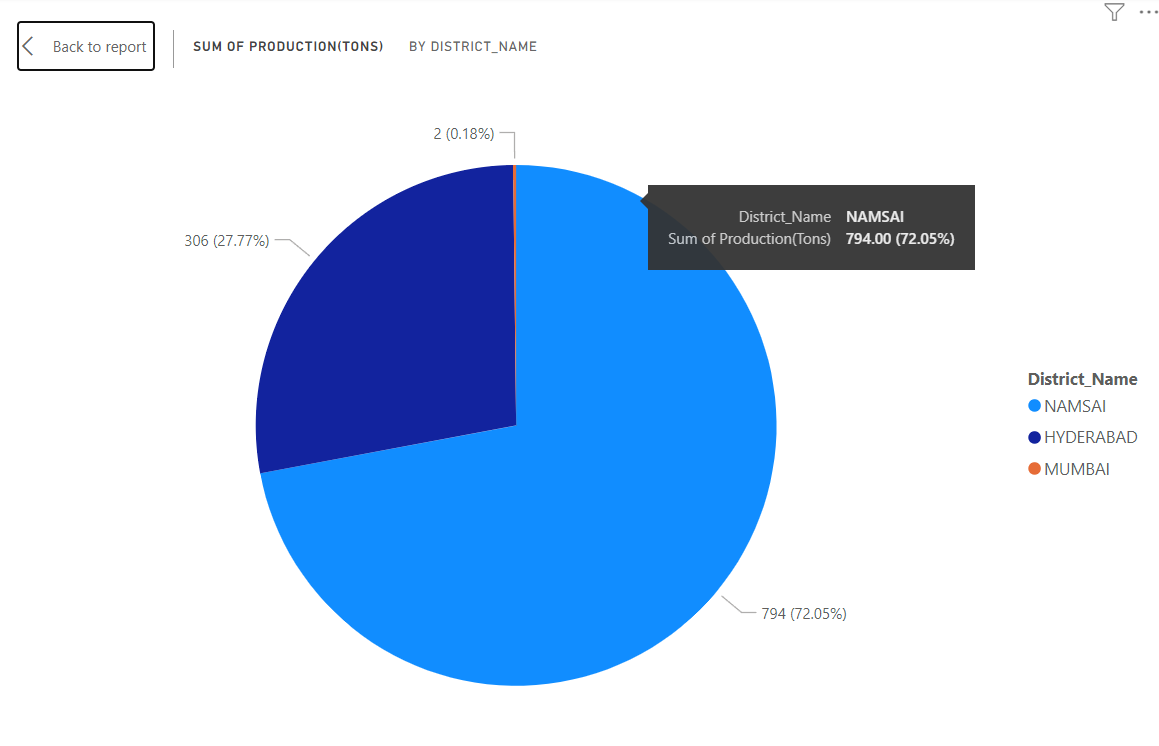 Back to report
SUM OF PRODUCTION(TONS) BY DISTRICT_NAME
2 (0.18%)
306 (27.77%)
District_Name NAMSAI
Sum of Production(Tons) 794.00 (72.05%)
794 (72.05%)
District_Name
NAMSAI
HYDERABAD
MUMBAI